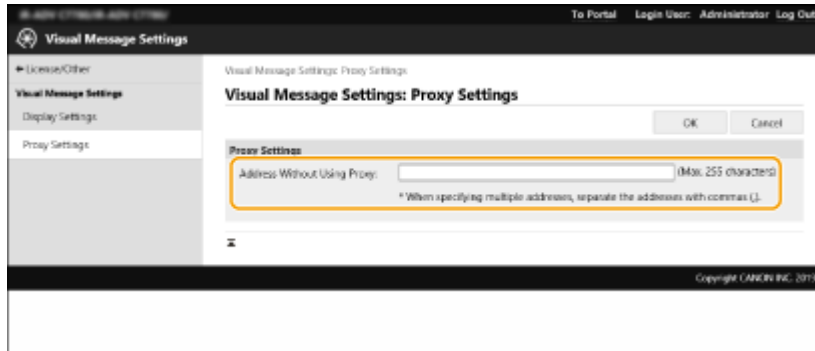 To Portal Login User: Administrator Log Out
Visual Message Settings
License/Other
Visual Message Settings: Proxy Settings
Visual Message Settings
Visual Message Settings: Proxy Settings
Display Settings
OK Cancel
Proxy Settings
Proxy Settings
Address Without Using Proxy:
(Max. 255 characters)
* When specifying multiple addresses, separate the addresses with commas (,).
Copyright CANON INC. 201